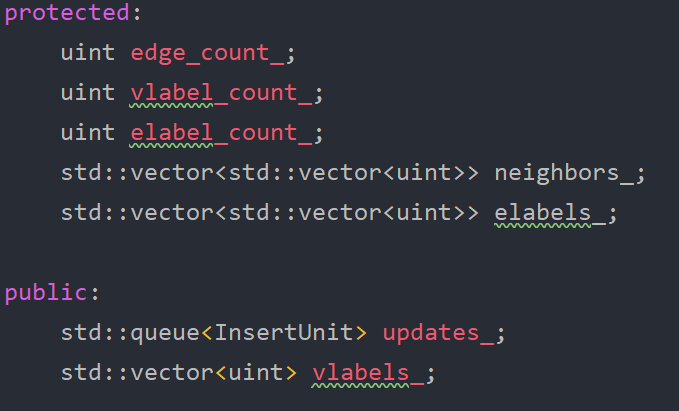 protected:
    uint edge_count_;
    uint vlabel_count_;
    uint elabel_count_;
    std::vector<std::vector<uint>> neighbors_;
    std::vector<std::vector<uint>> elabels_;
public:
    std::queue<InsertUnit> updates_;
    std::vector<uint> vlabels_;